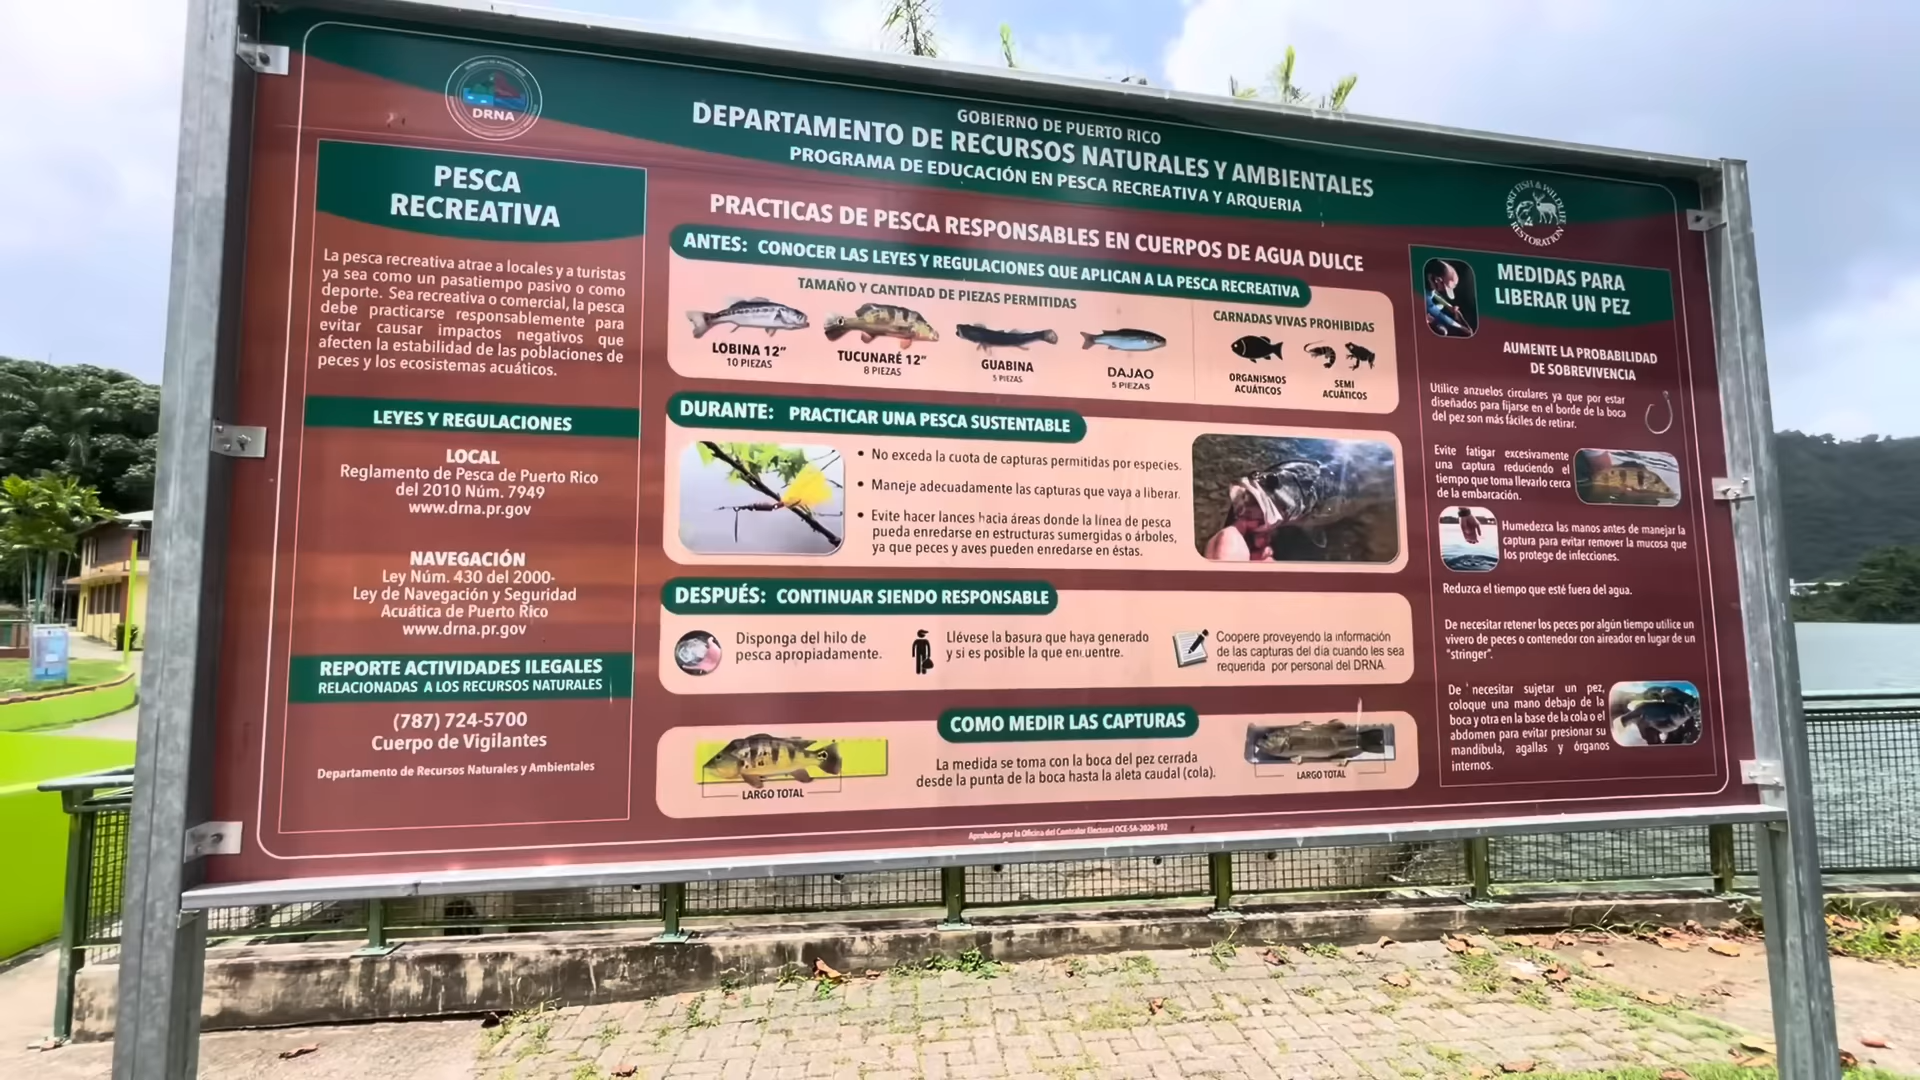 DRNA
GOBIERNO DE PUERTO RICO
DEPARTAMENTO DE RECURSOS NATURALES Y AMBIENTALES
PROGRAMA DE EDUCACIÓN EN PESCA RECREATIVA Y ARQUERIA
SPORT FISH & WILDLIFE
RESTORATION
PESCA
RECREATIVA
La pesca recreativa atrae a locales y a turistas
ya sea como un pasatiempo pasivo o como
deporte. Sea recreativa o comercial, la pesca
debe practicarse responsablemente para
evitar causar impactos negativos que
afecten la estabilidad de las poblaciones de
peces y los ecosistemas acuáticos.
LEYES Y REGULACIONES
LOCAL
Reglamento de Pesca de Puerto Rico
del 2010 Núm. 7949
www.drna.pr.gov
NAVEGACIÓN
Ley Núm. 430 del 2000-
Ley de Navegación y Seguridad
Acuática de Puerto Rico
www.drna.pr.gov
REPORTE ACTIVIDADES ILEGALES
RELACIONADAS A LOS RECURSOS NATURALES
(787) 724-5700
Cuerpo de Vigilantes
Departamento de Recursos Naturales y Ambientales
PRACTICAS DE PESCA RESPONSABLES EN CUERPOS DE AGUA DULCE
ANTES: CONOCER LAS LEYES Y REGULACIONES QUE APLICAN A LA PESCA RECREATIVA
TAMAÑO Y CANTIDAD DE PIEZAS PERMITIDAS
LOBINA 12"
10 PIEZAS
TUCUNARÉ 12"
8 PIEZAS
GUABINA
5 PIEZAS
DAJAO
5 PIEZAS
CARNADAS VIVAS PROHIBIDAS
ORGANISMOS
ACUÁTICOS
SEMI
ACUÁTICOS
DURANTE: PRACTICAR UNA PESCA SUSTENTABLE
• No exceda la cuota de capturas permitidas por especies.
• Maneje adecuadamente las capturas que vaya a liberar.
• Evite hacer lances hacia áreas donde la línea de pesca
pueda enredarse en estructuras sumergidas o árboles,
ya que peces y aves pueden enredarse en éstas.
DESPUÉS: CONTINUAR SIENDO RESPONSABLE
Disponga del hilo de
pesca apropiadamente.
Llévese la basura que haya generado
y si es posible la que encuentre.
Coopere proveyendo la información
de las capturas del día cuando les sea
requerida por personal del DRNA.
COMO MEDIR LAS CAPTURAS
La medida se toma con la boca del pez cerrada
desde la punta de la boca hasta la aleta caudal (cola).
LARGO TOTAL
LARGO TOTAL
Aprobado por la Oficina del Contralor Electoral OCE-SA-2020-192
MEDIDAS PARA
LIBERAR UN PEZ
AUMENTE LA PROBABILIDAD
DE SOBREVIVENCIA
Utilice anzuelos circulares ya que por estar
diseñados para fijarse en el borde de la boca
del pez son más fáciles de retirar.
Evite fatigar excesivamente
una captura reduciendo el
tiempo que toma llevarlo cerca
de la embarcación.
Humedezca las manos antes de manejar la
captura para evitar remover la mucosa que
los protege de infecciones.
Reduzca el tiempo que esté fuera del agua.
De necesitar retener los peces por algún tiempo utilice un
vivero de peces o contenedor con aireador en lugar de un
"stringer".
De necesitar sujetar un pez,
coloque una mano debajo de la
boca y otra en la base de la cola o el
abdomen para evitar presionar su
mandíbula, agallas y órganos
internos.